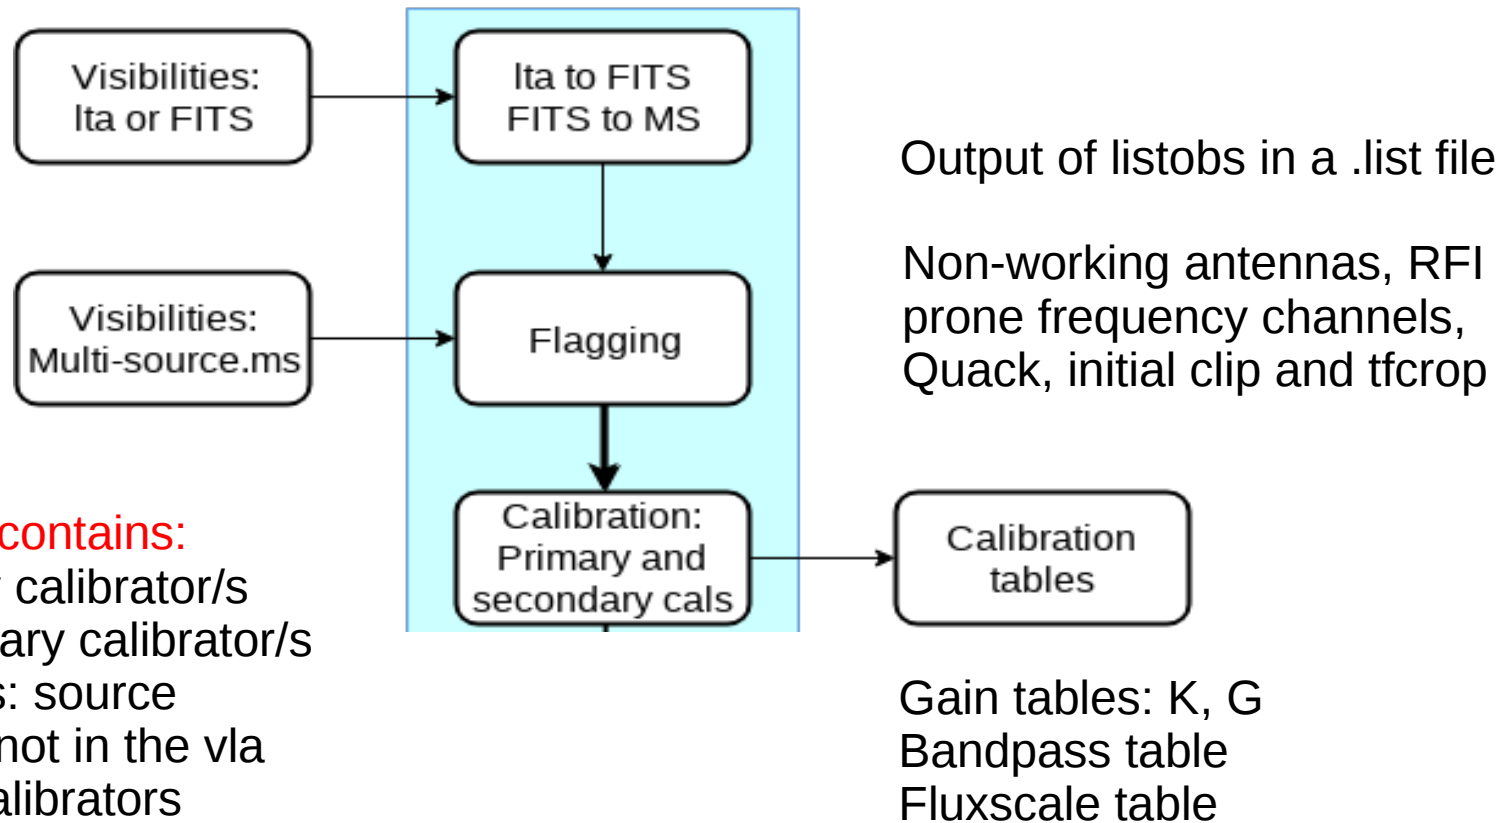 Visibilities:
lta or FITS
lta to FITS
FITS to MS
Output of listobs in a .list file
Visibilities:
Multi-source.ms
Flagging
Non-working antennas, RFI
prone frequency channels,
Quack, initial clip and tfcrop
Calibration:
Primary and
secondary cals
Calibration
tables
contains:
calibrator/s
calibrator/s
source
not in the vla
Gain tables: K, G
Bandpass table
Fluxscale table